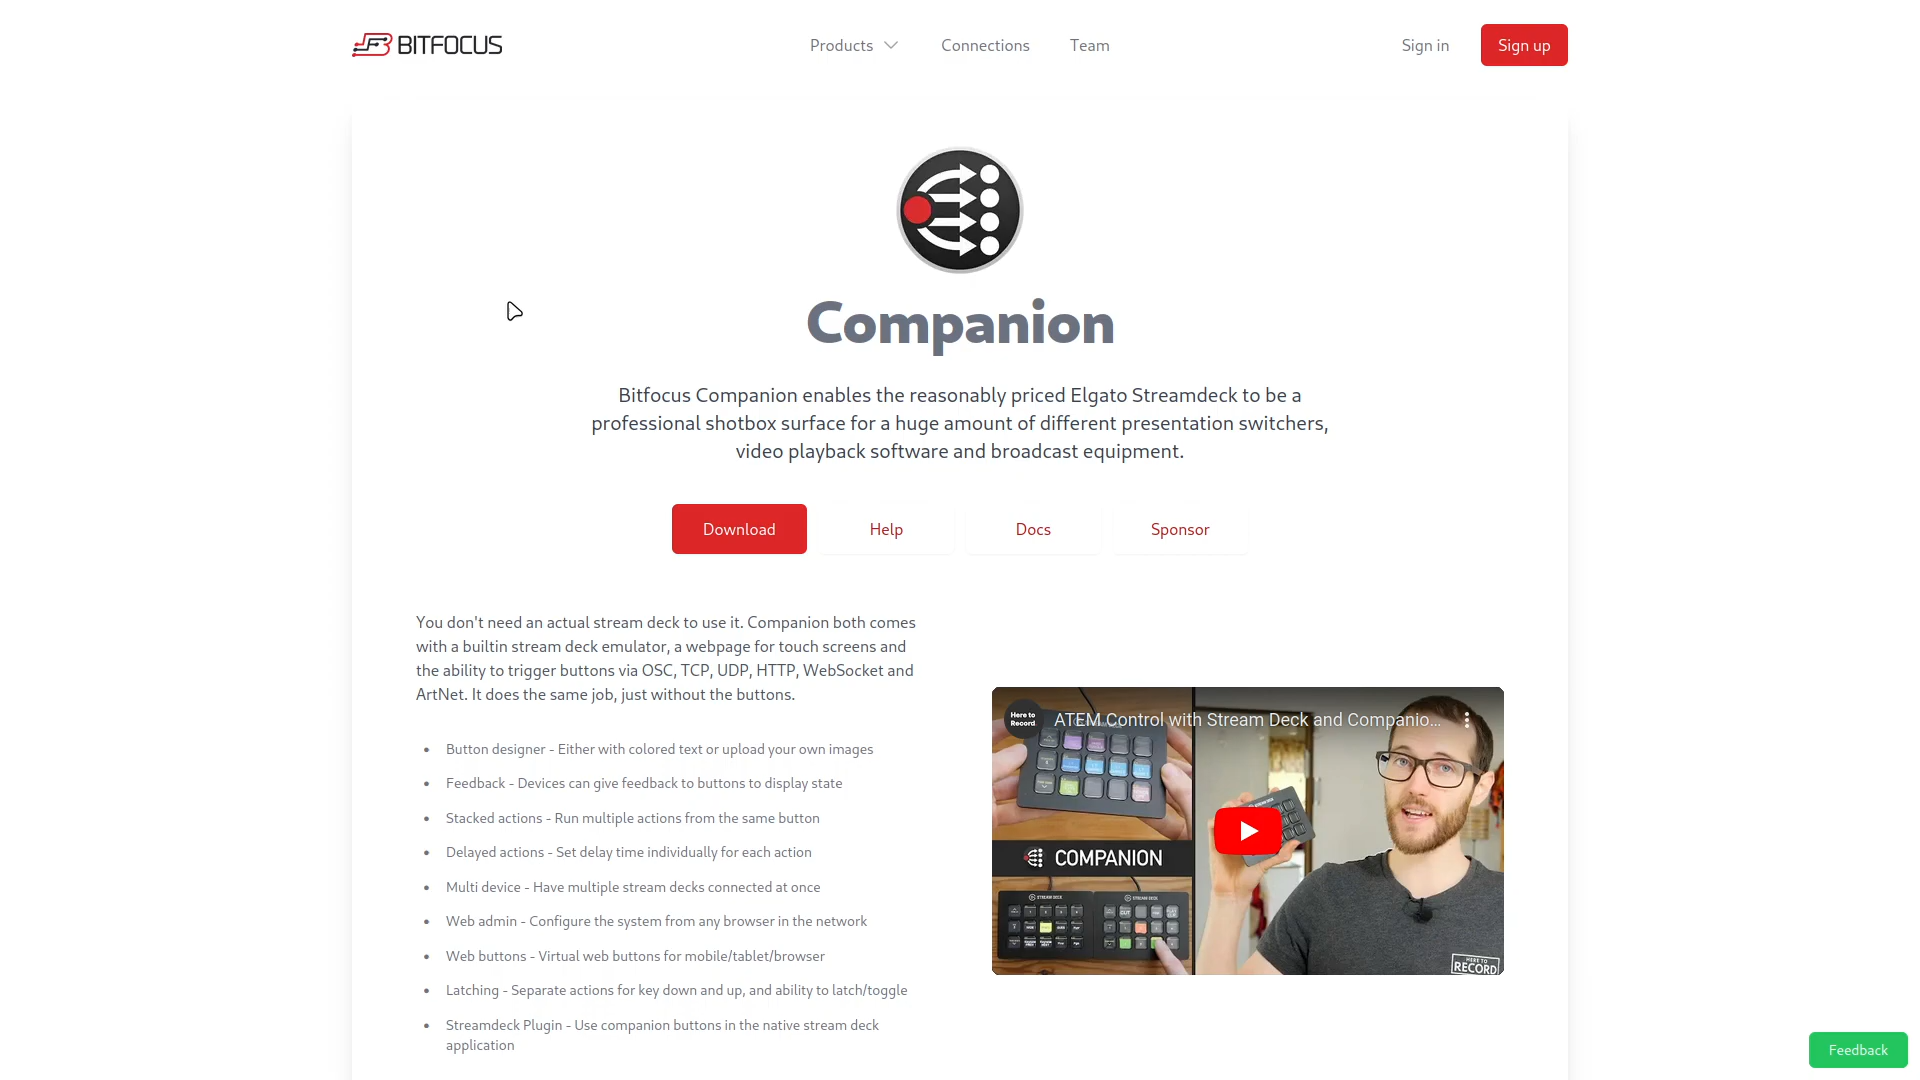 BITFOCUS
Products
Connections
Team
Sign in
Sign up
Companion
Bitfocus Companion enables the reasonably priced Elgato Streamdeck to be a
professional shotbox surface for a huge amount of different presentation switchers,
video playback software and broadcast equipment.
Download
Help
Docs
Sponsor
You don't need an actual stream deck to use it. Companion both comes
with a builtin stream deck emulator, a webpage for touch screens and
the ability to trigger buttons via OSC, TCP, UDP, HTTP, WebSocket and
ArtNet. It does the same job, just without the buttons.
• Button designer - Either with colored text or upload your own images
• Feedback - Devices can give feedback to buttons to display state
• Stacked actions - Run multiple actions from the same button
• Delayed actions - Set delay time individually for each action
• Multi device - Have multiple stream decks connected at once
• Web admin - Configure the system from any browser in the network
• Web buttons - Virtual web buttons for mobile/tablet/browser
• Latching - Separate actions for key down and up, and ability to latch/toggle
• Streamdeck Plugin - Use companion buttons in the native stream deck
application
Here to
Record
ATEM Control with Stream Deck and Companio...
COMPANION
STREAM DECK
STREAM DECK
HERE TO
RECORD
Feedback